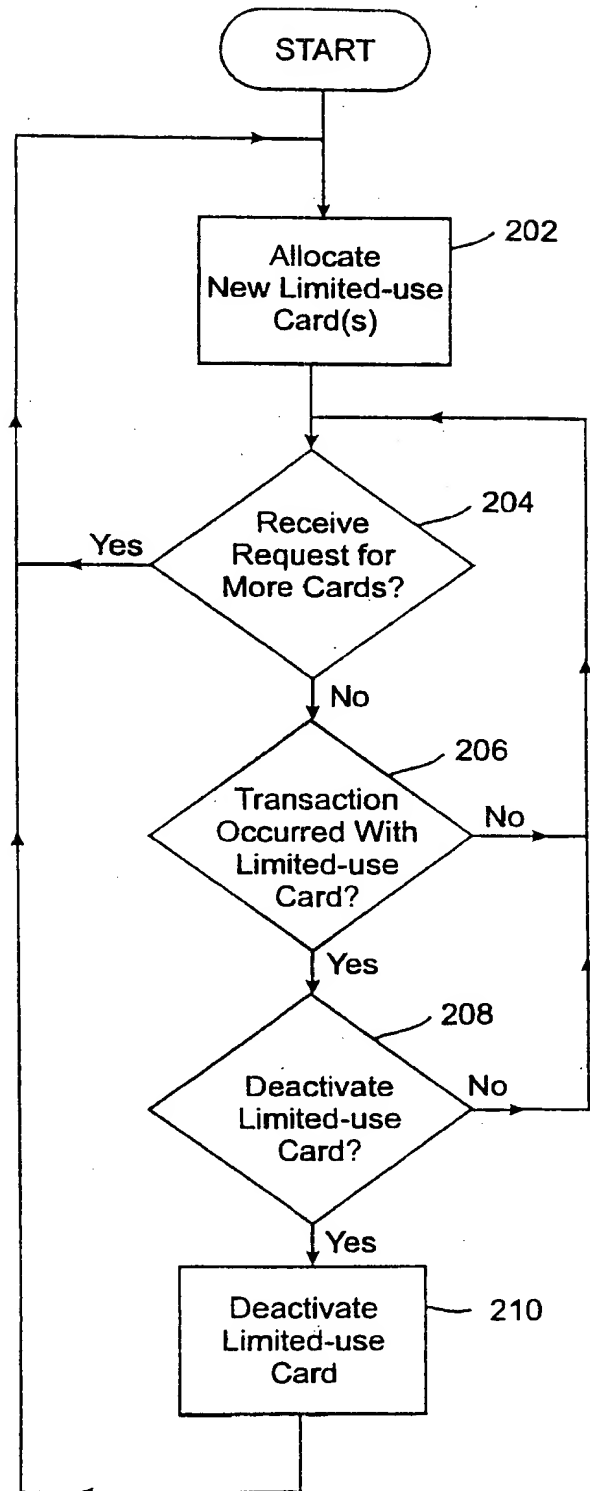 START
202
Allocate
New Limited-use
Card(s)
204
Receive
Request for
More Cards?
Yes
No
206
Transaction
Occurred With
Limited-use
Card?
No
Yes
208
Deactivate
Limited-use
Card?
No
Yes
210
Deactivate
Limited-use
Card